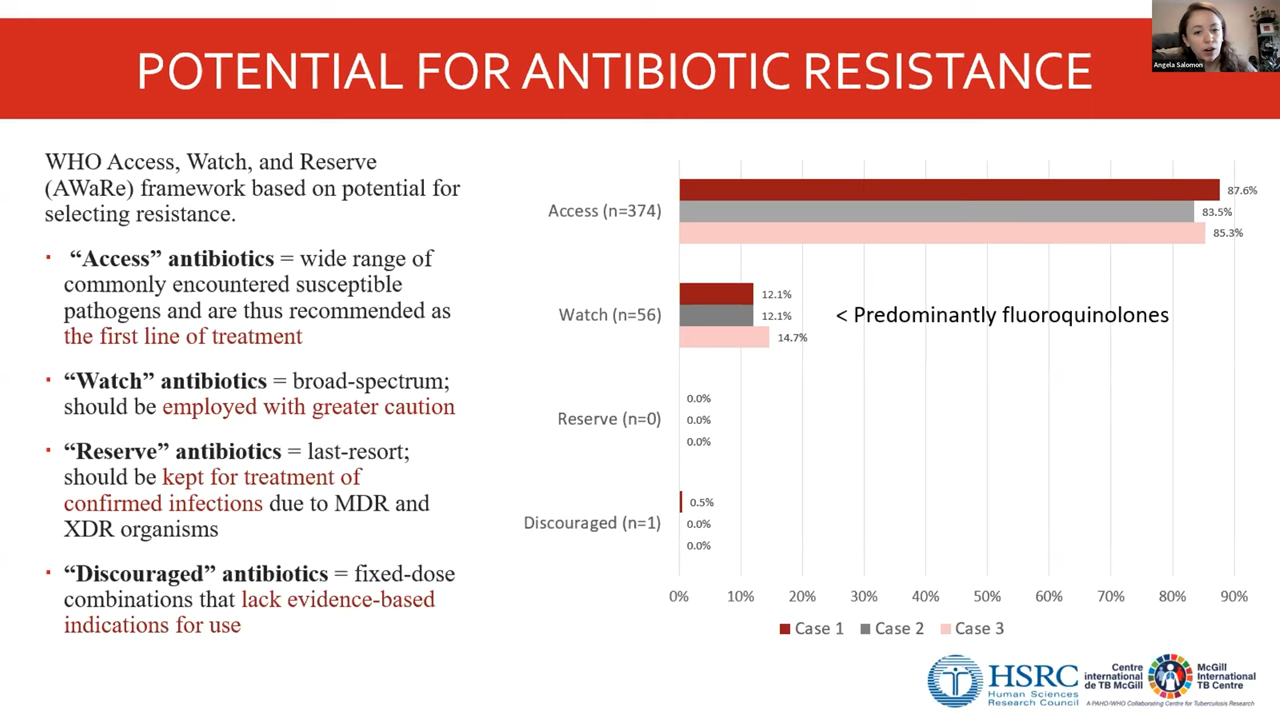 POTENTIAL FOR ANTIBIOTIC RESISTANCE
Angela Salomon
WHO Access, Watch, and Reserve
(AWaRe) framework based on potential for
selecting resistance.
▪ “Access” antibiotics = wide range of
commonly encountered susceptible
pathogens and are thus recommended as
the first line of treatment
▪ “Watch” antibiotics = broad-spectrum;
should be employed with greater caution
▪ “Reserve” antibiotics = last-resort;
should be kept for treatment of
confirmed infections due to MDR and
XDR organisms
▪ “Discouraged” antibiotics = fixed-dose
combinations that lack evidence-based
indications for use
Access (n=374)
87.6%
83.5%
85.3%
Watch (n=56)
12.1%
12.1%
14.7%
< Predominantly fluoroquinolones
Reserve (n=0)
0.0%
0.0%
0.0%
Discouraged (n=1)
0.5%
0.0%
0.0%
0% 10% 20% 30% 40% 50% 60% 70% 80% 90%
Case 1 Case 2 Case 3
HSRC
Human Sciences
Research Council
Centre
international
de TB McGill
McGill
International
TB Centre
A PAHO/WHO Collaborating Centre for Tuberculosis Research